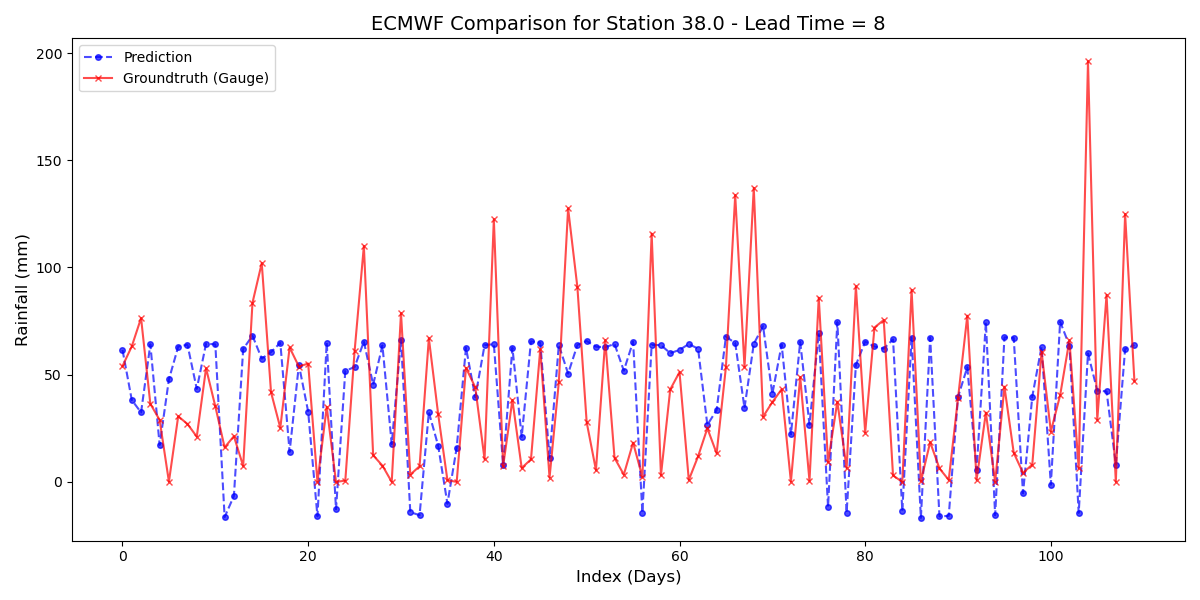 ECMWF Comparison for Station 38.0 - Lead Time = 8
Prediction
Groundtruth (Gauge)
Rainfall (mm)
200
150
100
50
0
0 20 40 60 80 100
Index (Days)